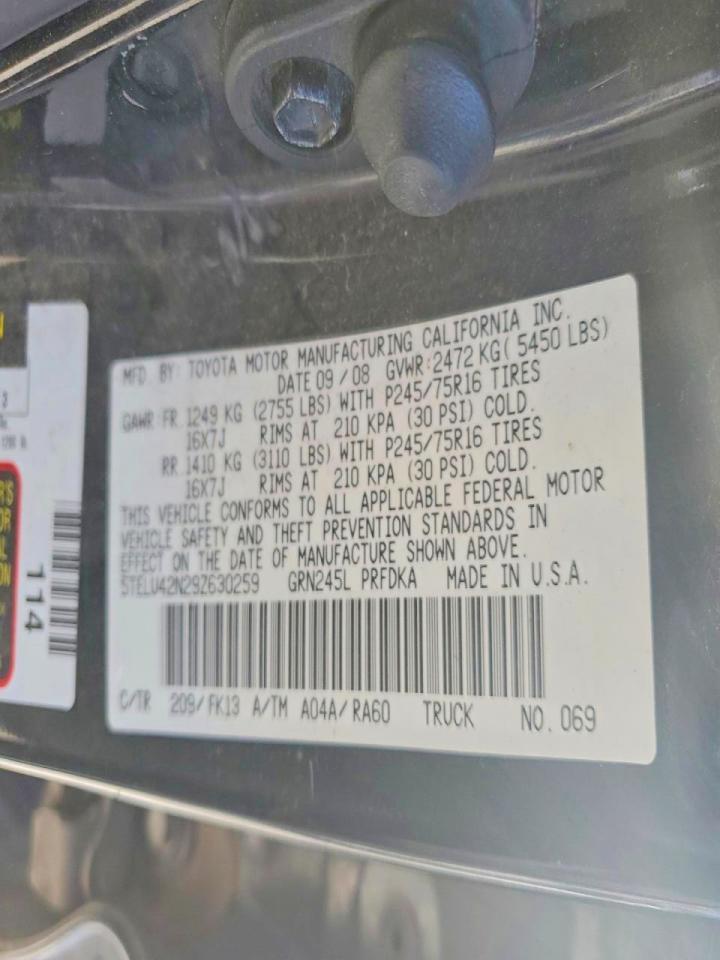 MFD. BY: TOYOTA MOTOR MANUFACTURING CALIFORNIA INC.
DATE 09/08 GVWR:2472 KG( 5450 LBS)
GAWR:FR.1249 KG (2755 LBS) WITH P245/75R16 TIRES
16X7J RIMS AT 210 KPA (30 PSI) COLD.
RR.1410 KG (3110 LBS) WITH P245/75R16 TIRES
16X7J RIMS AT 210 KPA (30 PSI) COLD.
THIS VEHICLE CONFORMS TO ALL APPLICABLE FEDERAL MOTOR
VEHICLE SAFETY AND THEFT PREVENTION STANDARDS IN
EFFECT ON THE DATE OF MANUFACTURE SHOWN ABOVE.
5TELU42N29Z630259 GRN245L PRFDKA MADE IN U.S.A.
C/TR 209/FK13 A/TM A04A/RA60 TRUCK NO.069
114